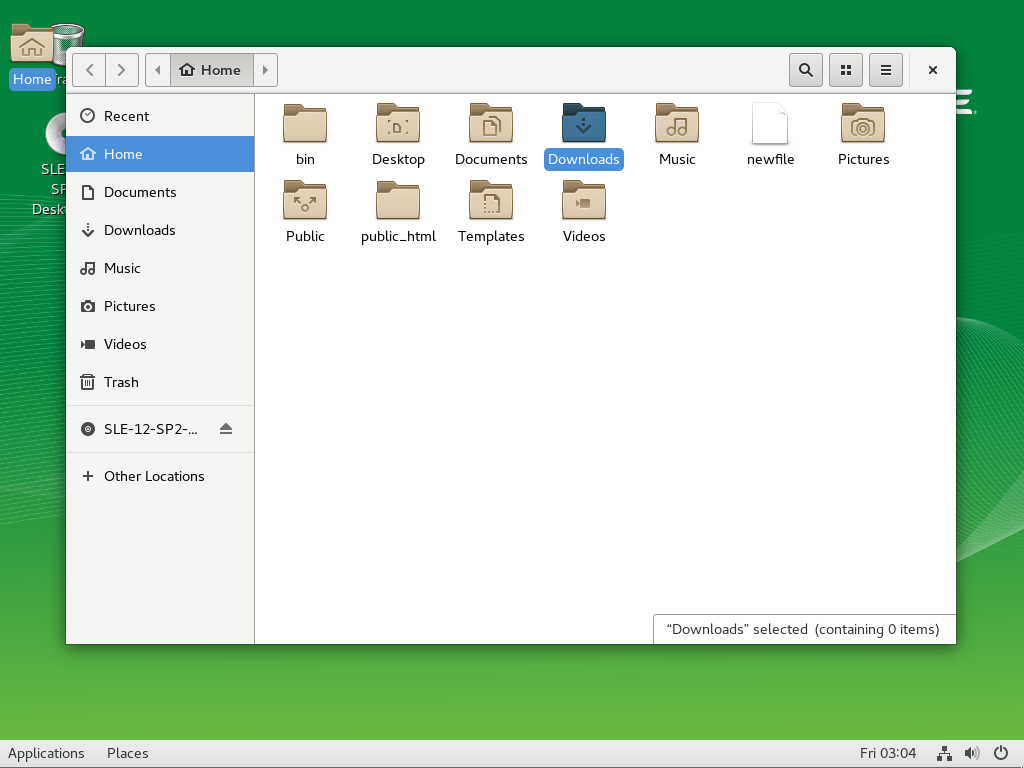 Home
Home
Recent
Home
Documents
Downloads
Music
Pictures
Videos
Trash
SLE-12-SP2-...
Other Locations
bin
Desktop
Documents
Downloads
Music
newfile
Pictures
Public
public_html
Templates
Videos
“Downloads” selected (containing 0 items)
SLE
SP
Desk
Applications
Places
Fri 03:04